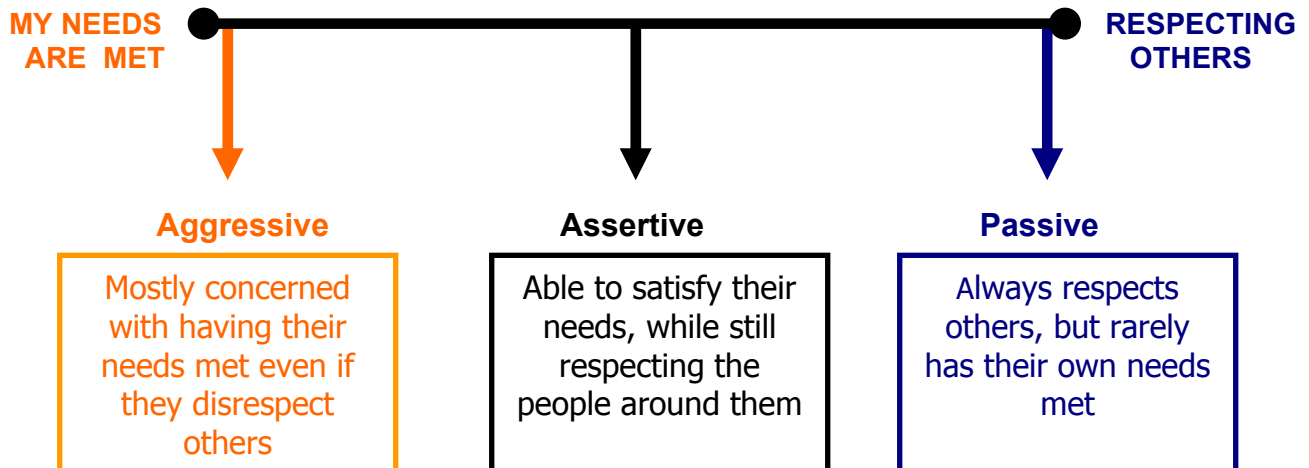 MY NEEDS
ARE MET
RESPECTING
OTHERS
Aggressive
Mostly concerned
with having their
needs met even if
they disrespect
others
Assertive
Able to satisfy their
needs, while still
respecting the
people around them
Passive
Always respects
others, but rarely
has their own needs
met